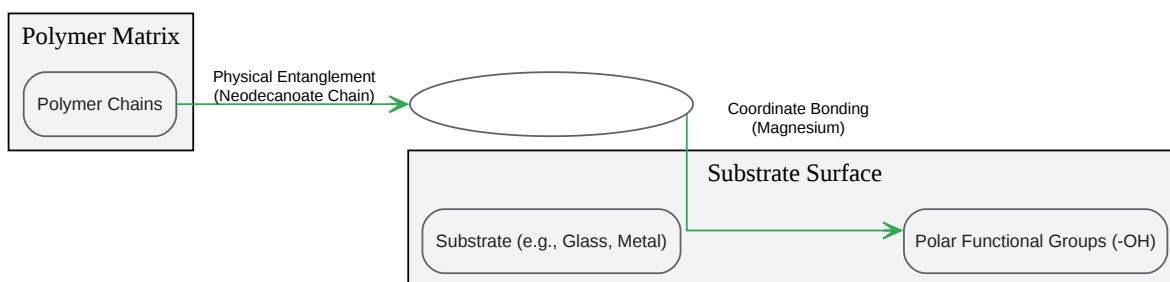 Polymer Matrix
Polymer Chains
Physical Entanglement
(Neodecanoate Chain)
Coordinate Bonding
(Magnesium)
Substrate Surface
Substrate (e.g., Glass, Metal)
Polar Functional Groups (-OH)